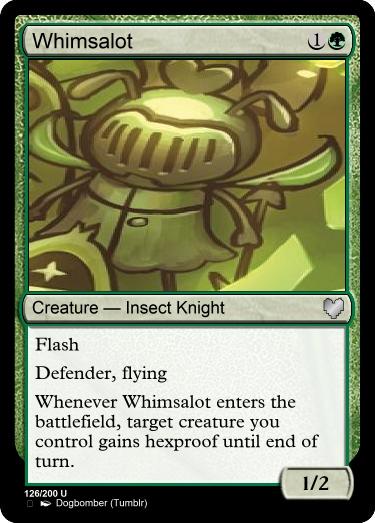 Whimsalot 1
Creature — Insect Knight
Flash
Defender, flying
Whenever Whimsalot enters the
battlefield, target creature you
control gains hexproof until end of
turn.
1/2
126/200 U
Dogbomber (Tumblr)